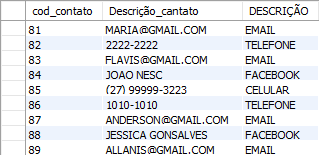 cod_contato Descrição_cantato DESCRIÇÃO
81 MARIA@GMAIL.COM EMAIL
82 2222-2222 TELEFONE
83 FLAVIS@GMAIL.COM EMAIL
84 JOAO NESC FACEBOOK
85 (27) 99999-3223 CELULAR
86 1010-1010 TELEFONE
87 ANDERSON@GMAIL.COM EMAIL
88 JESSICA GONSALVES FACEBOOK
89 ALLANIS@GMAIL.COM EMAIL